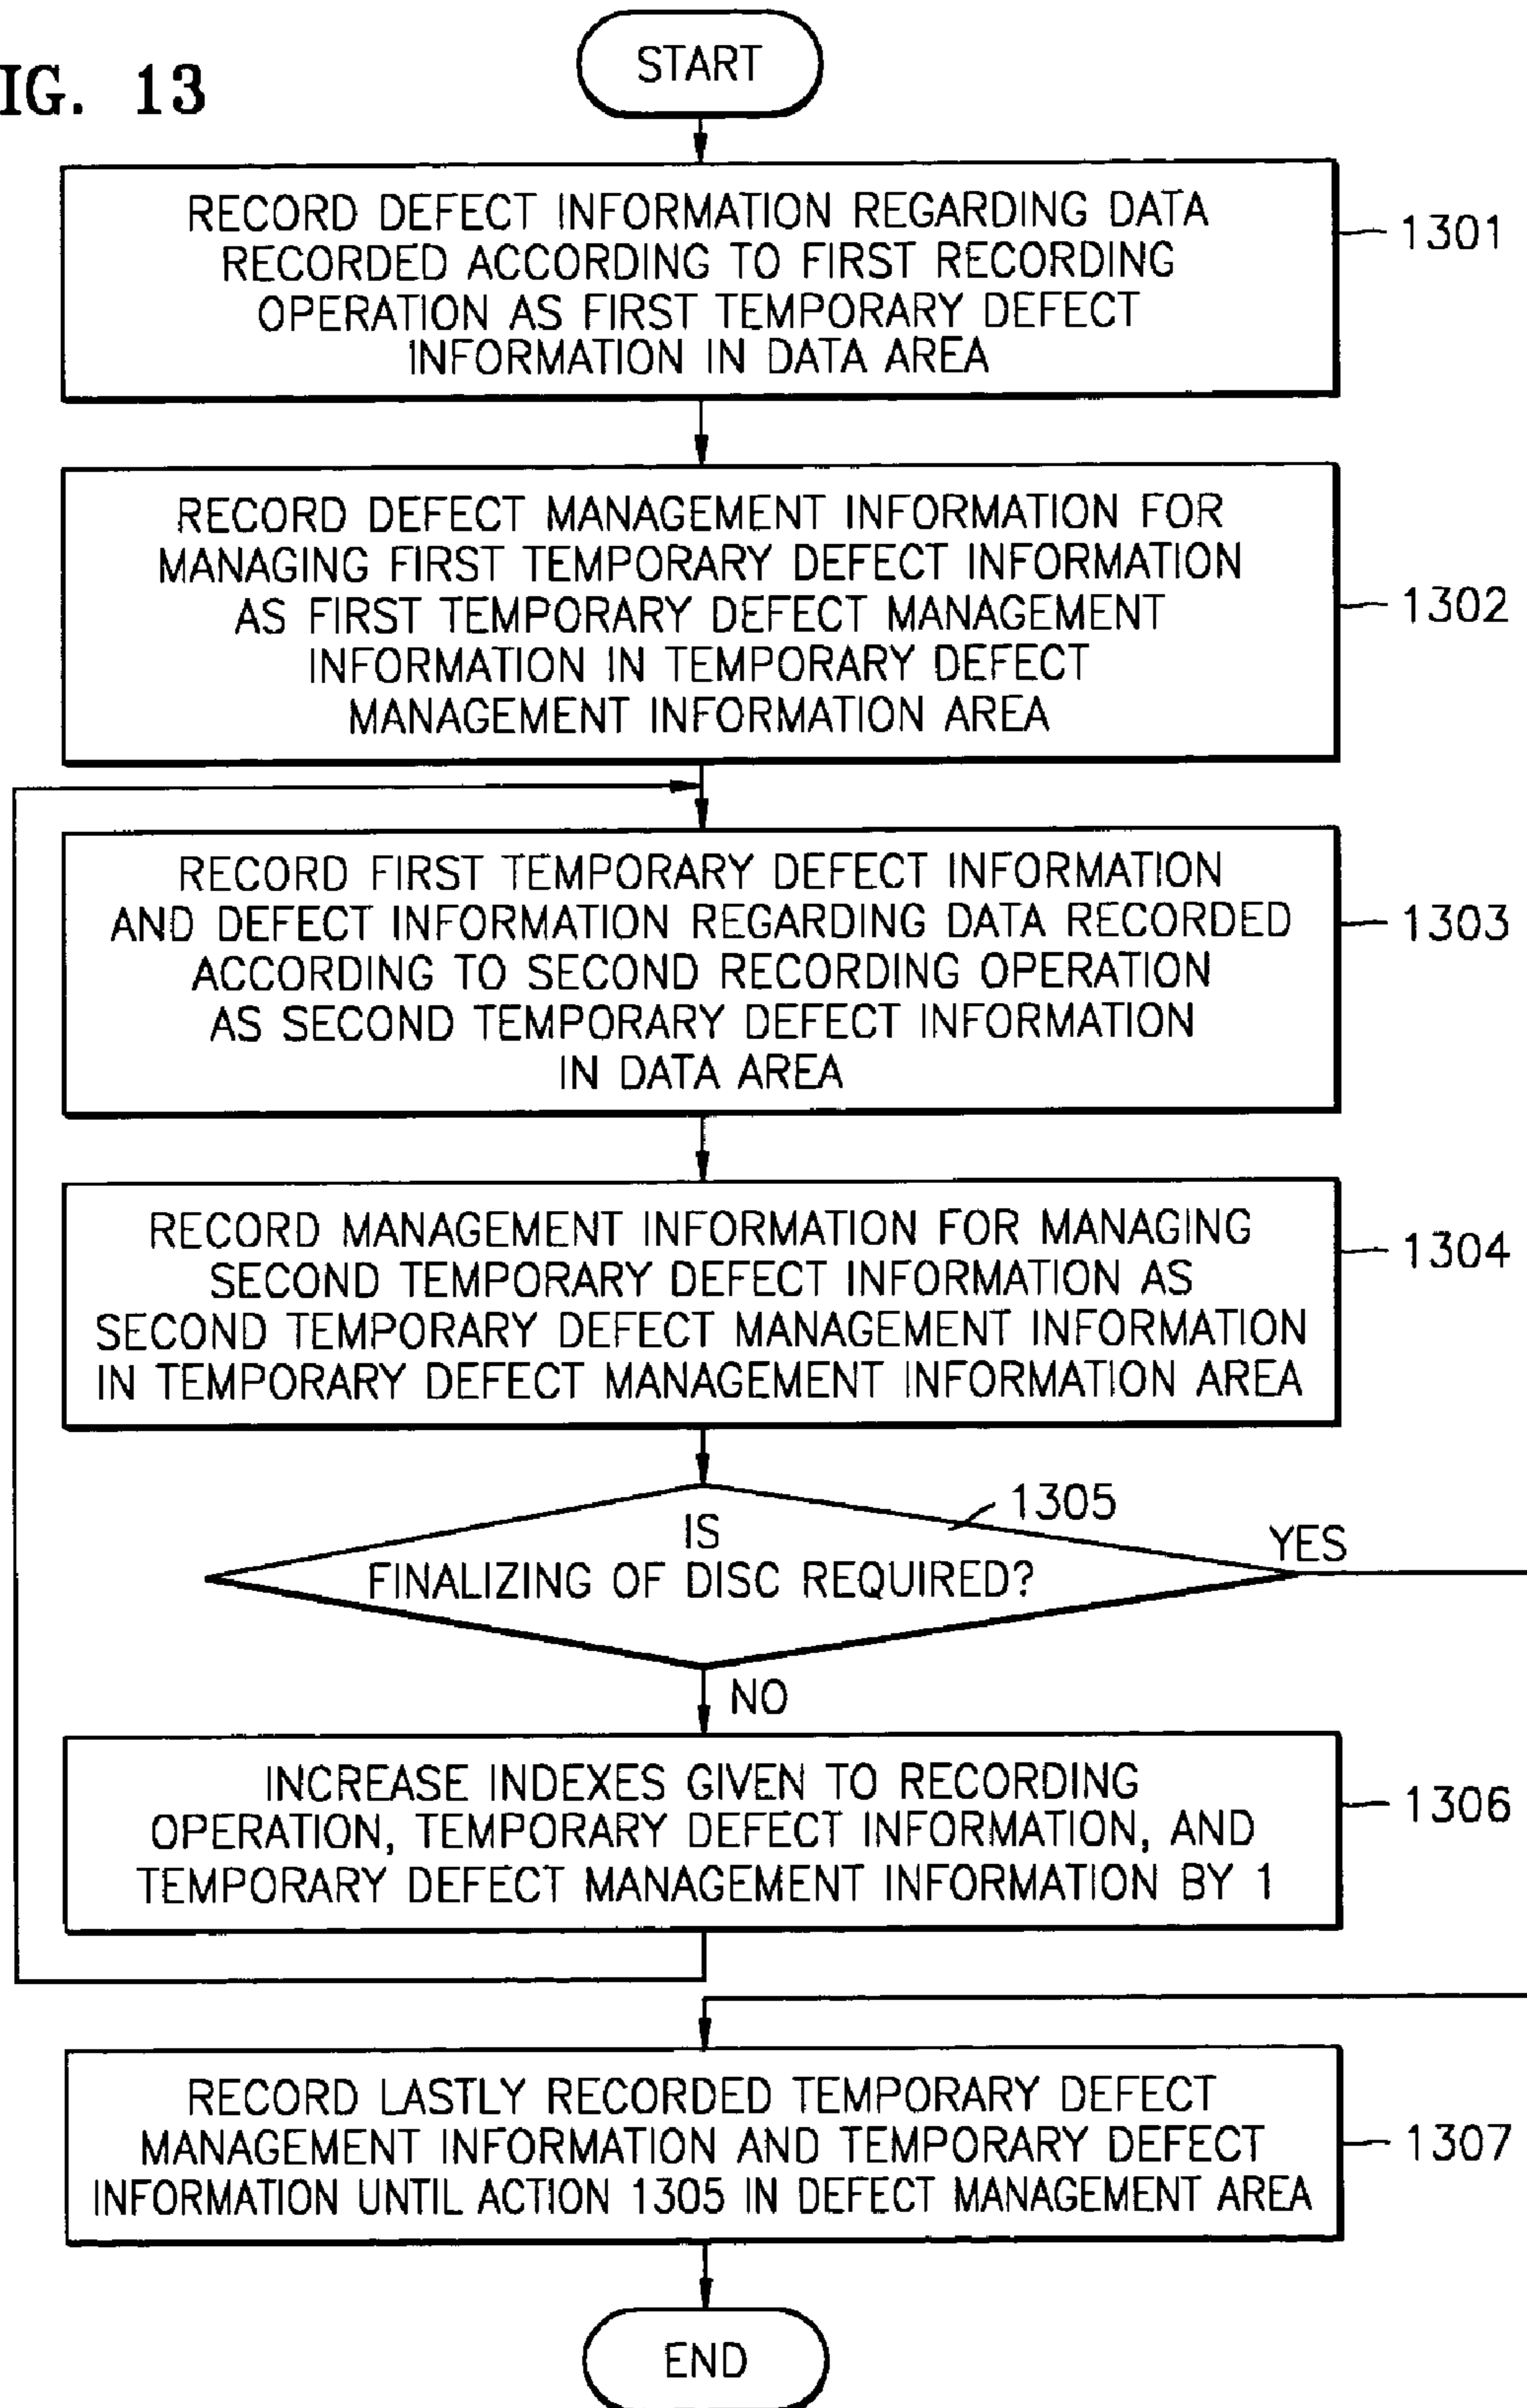 IG. 13
START
RECORD DEFECT INFORMATION REGARDING DATA
RECORDED ACCORDING TO FIRST RECORDING
OPERATION AS FIRST TEMPORARY DEFECT
INFORMATION IN DATA AREA
1301
RECORD DEFECT MANAGEMENT INFORMATION FOR
MANAGING FIRST TEMPORARY DEFECT INFORMATION
AS FIRST TEMPORARY DEFECT MANAGEMENT
INFORMATION IN TEMPORARY DEFECT
MANAGEMENT INFORMATION AREA
1302
RECORD FIRST TEMPORARY DEFECT INFORMATION
AND DEFECT INFORMATION REGARDING DATA RECORDED
ACCORDING TO SECOND RECORDING OPERATION
AS SECOND TEMPORARY DEFECT INFORMATION
IN DATA AREA
1303
RECORD MANAGEMENT INFORMATION FOR MANAGING
SECOND TEMPORARY DEFECT INFORMATION AS
SECOND TEMPORARY DEFECT MANAGEMENT INFORMATION
IN TEMPORARY DEFECT MANAGEMENT INFORMATION AREA
1304
IS
FINALIZING OF DISC REQUIRED?
1305
YES
NO
INCREASE INDEXES GIVEN TO RECORDING
OPERATION, TEMPORARY DEFECT INFORMATION, AND
TEMPORARY DEFECT MANAGEMENT INFORMATION BY 1
1306
RECORD LASTLY RECORDED TEMPORARY DEFECT
MANAGEMENT INFORMATION AND TEMPORARY DEFECT
INFORMATION UNTIL ACTION 1305 IN DEFECT MANAGEMENT AREA
1307
END